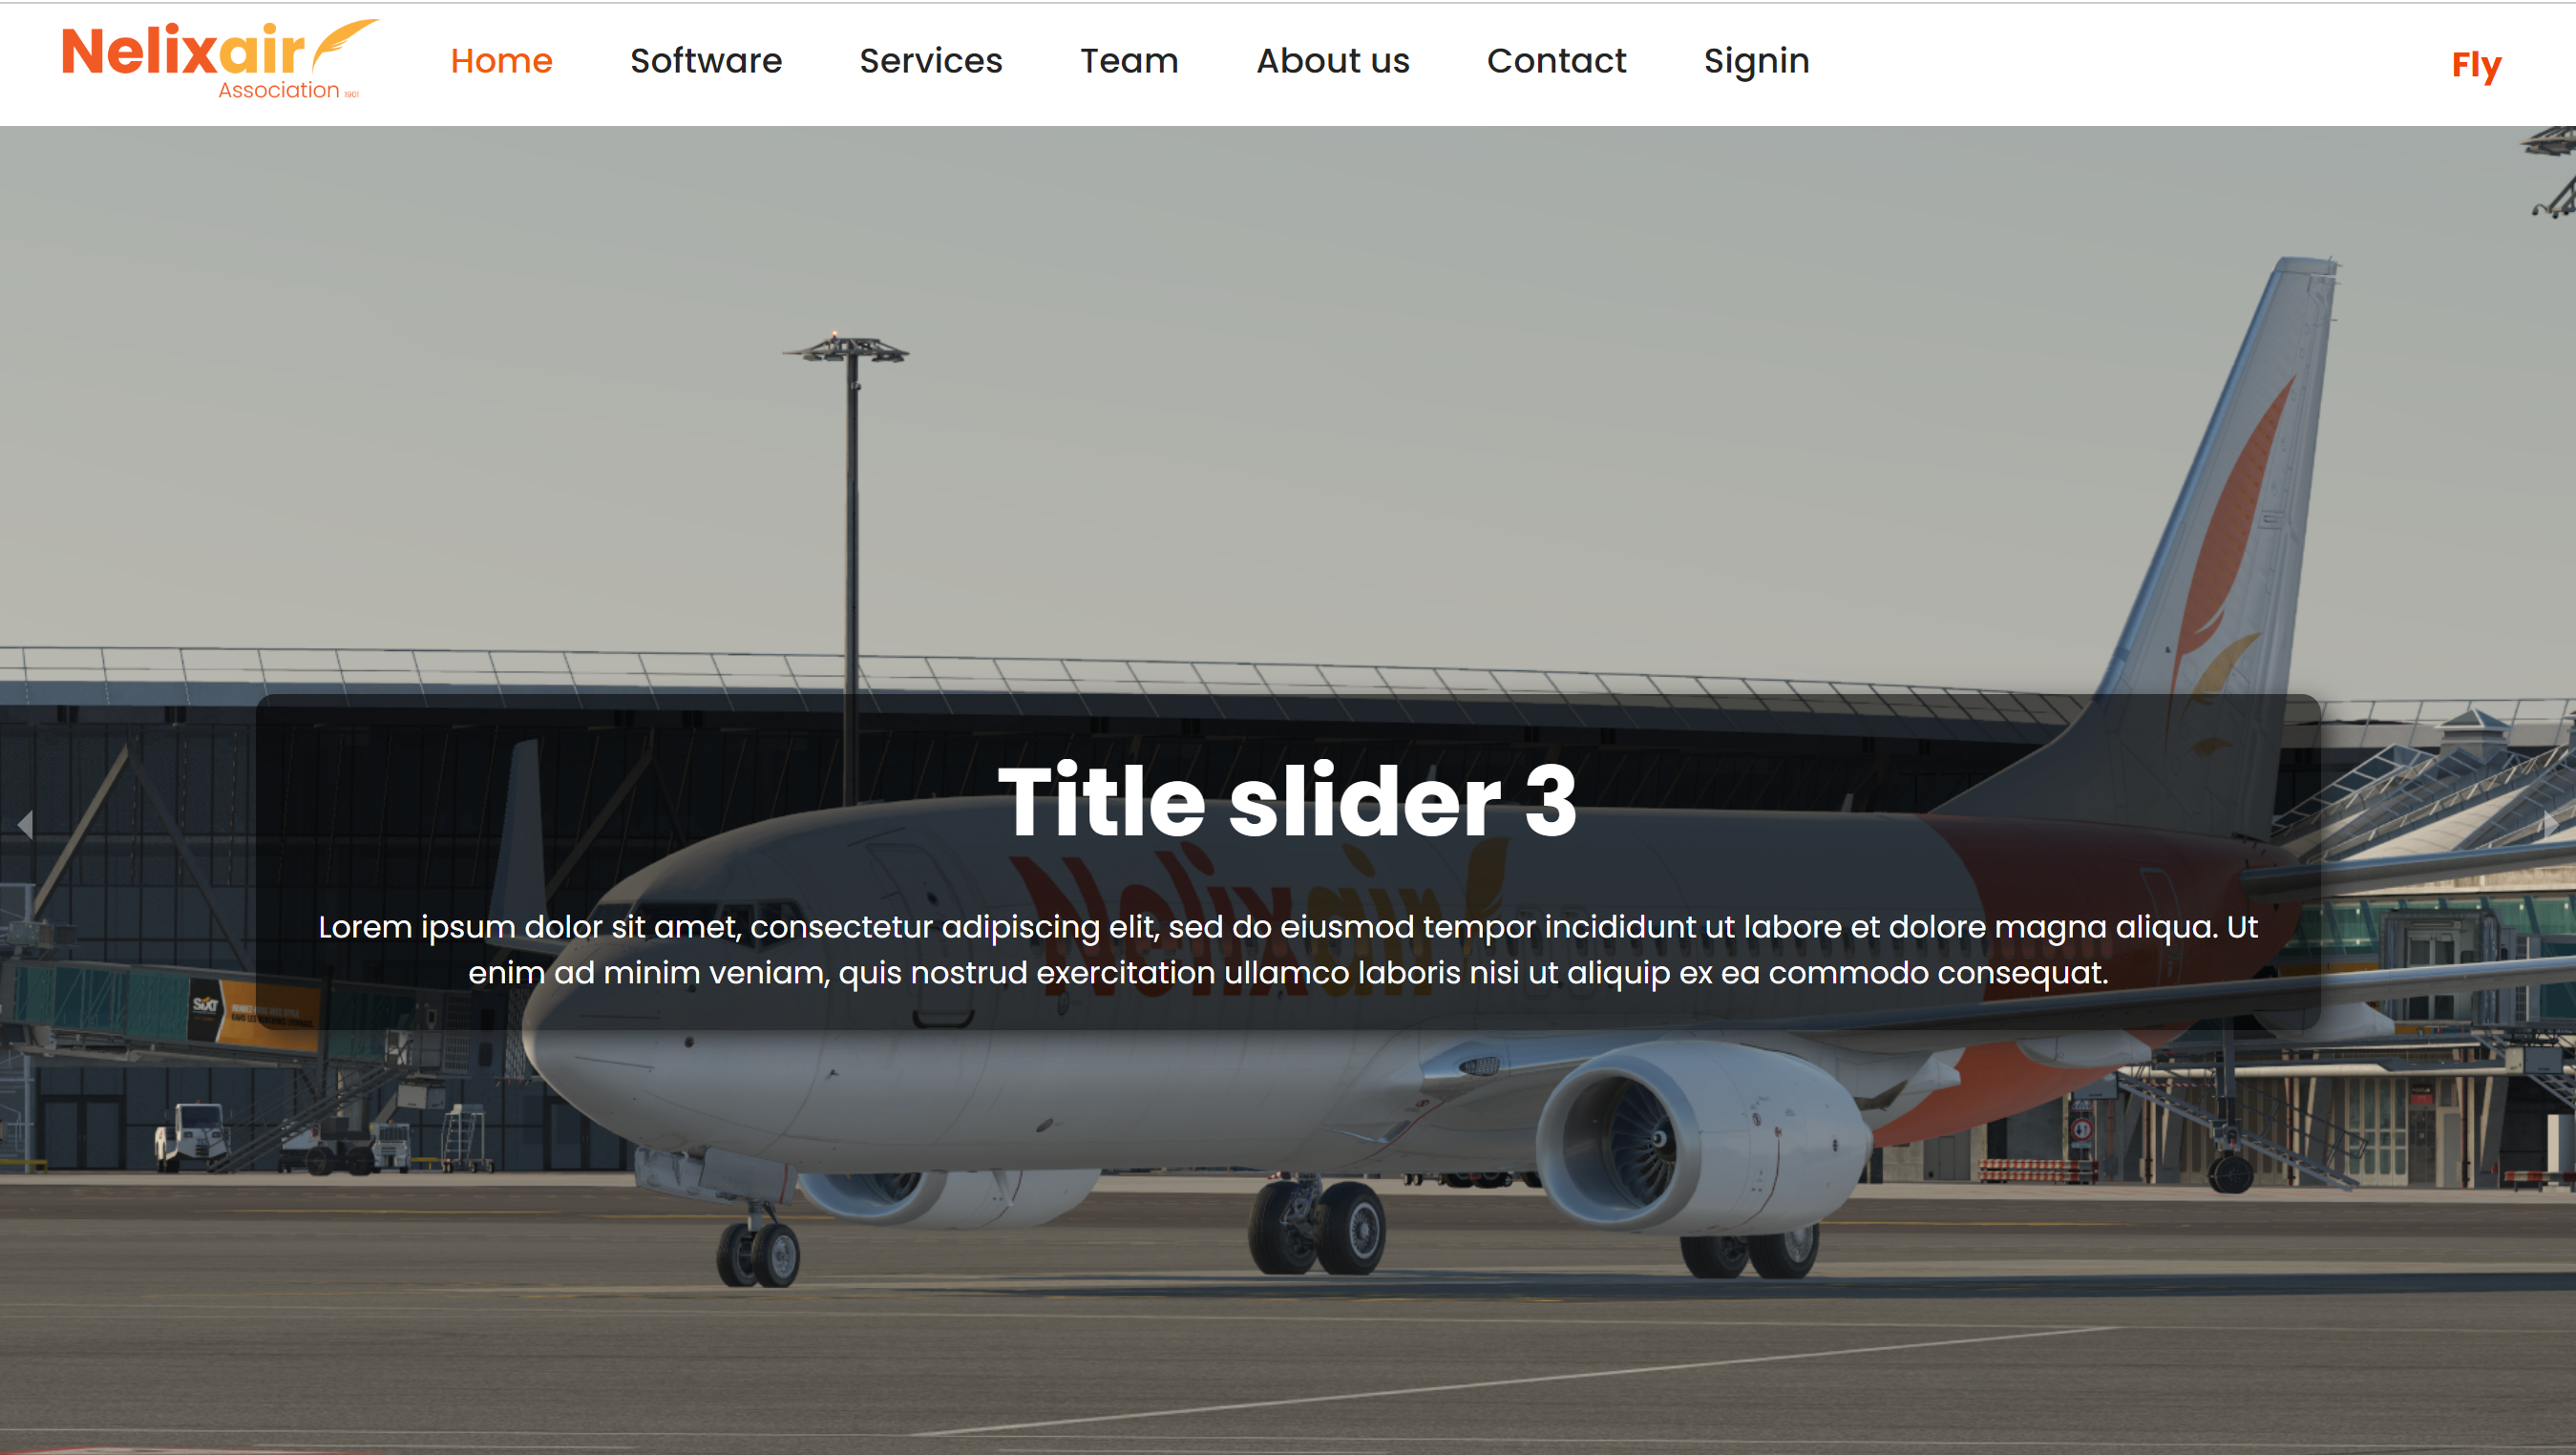 Nelixair
Association 1901
Home Software Services Team About us Contact Signin Fly
Title slider 3
Nelixair
Lorem ipsum dolor sit amet, consectetur adipiscing elit, sed do eiusmod tempor incididunt ut labore et dolore magna aliqua. Ut
enim ad minim veniam, quis nostrud exercitation ullamco laboris nisi ut aliquip ex ea commodo consequat.
SiXT